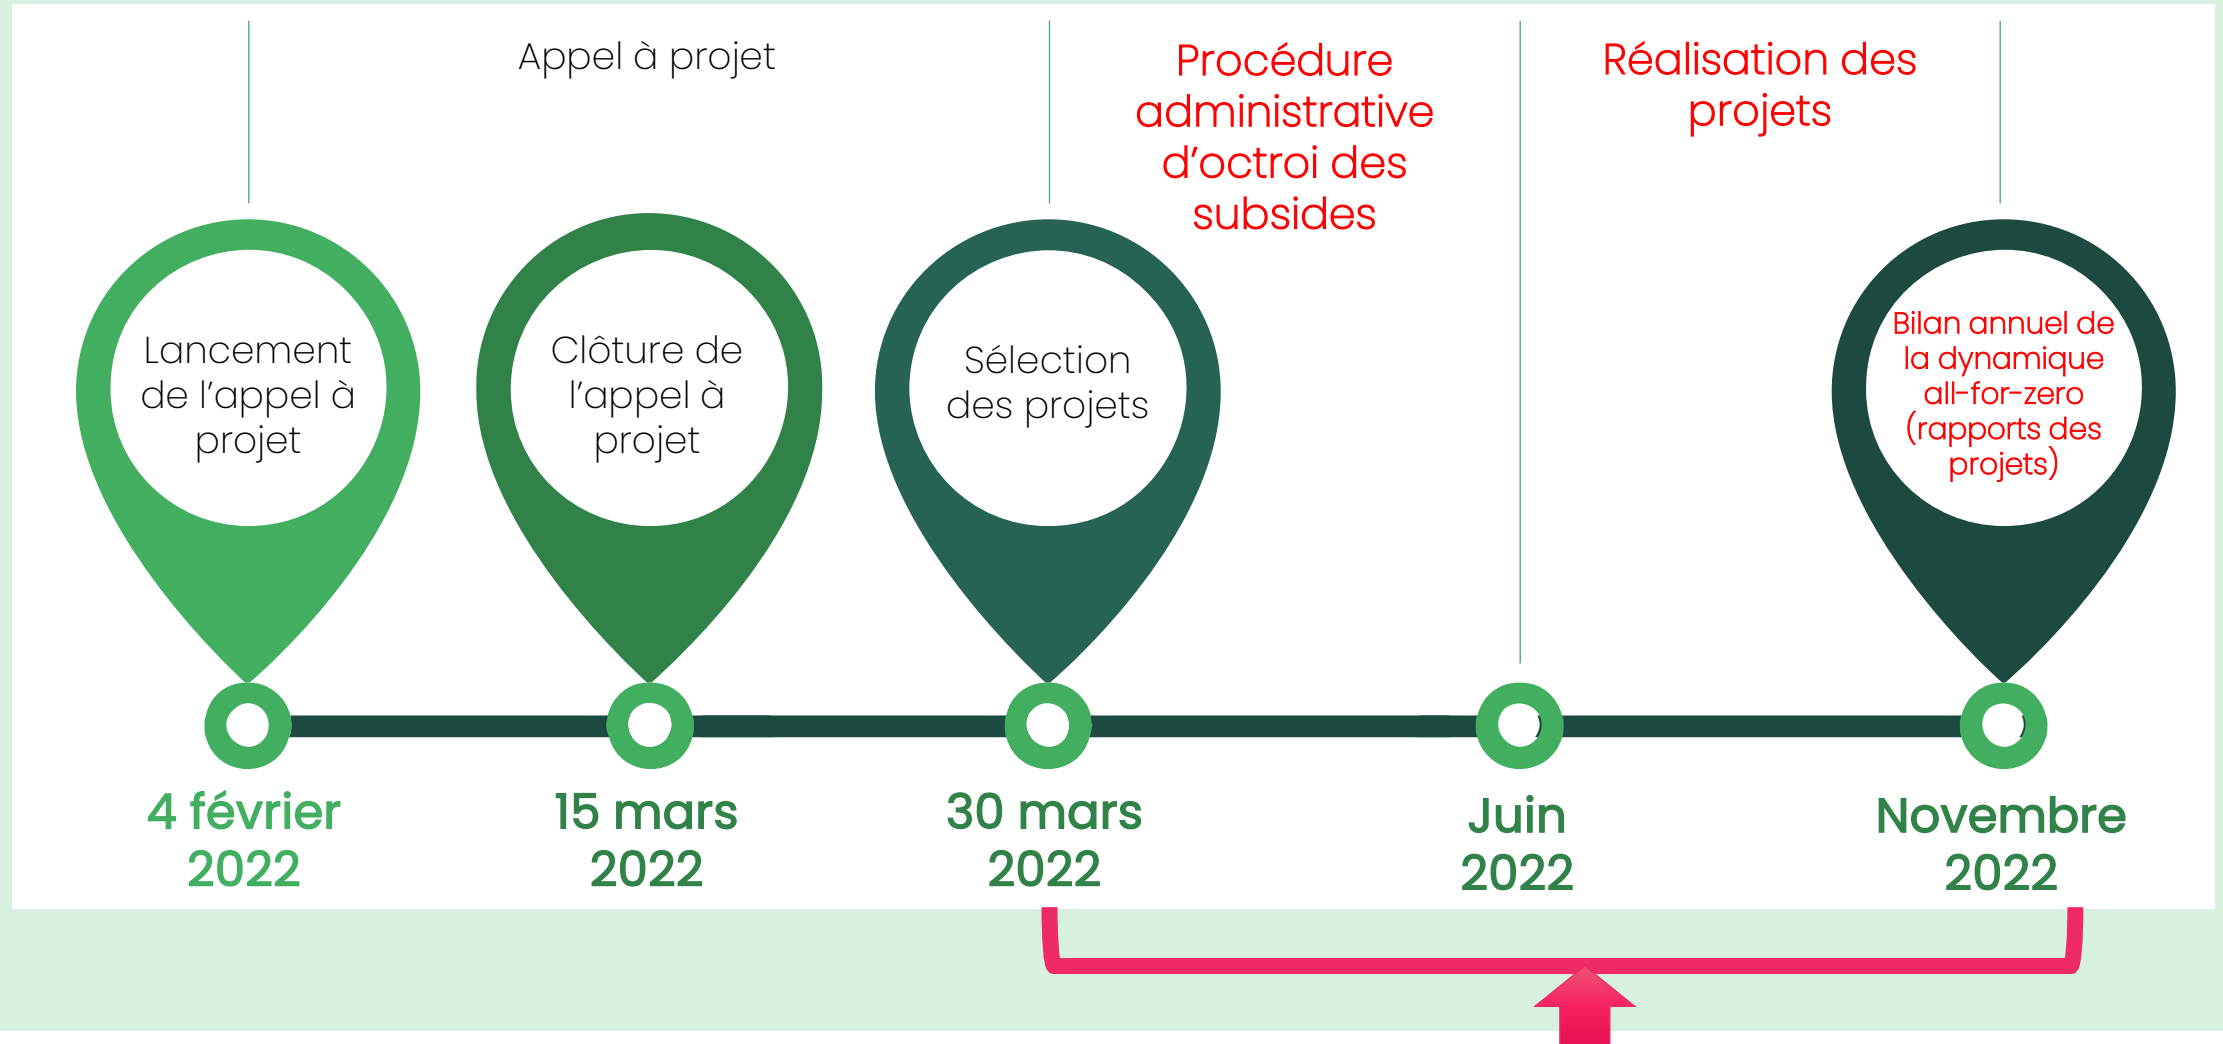 Appel à projet
Procédure
administrative
d’octroi des
subsides
Réalisation des
projets
Lancement
de l’appel à
projet
Clôture de
l’appel à
projet
Sélection
des projets
Bilan annuel de
la dynamique
all-for-zero
(rapports des
projets)
4 février
2022
15 mars
2022
30 mars
2022
Juin
2022
Novembre
2022